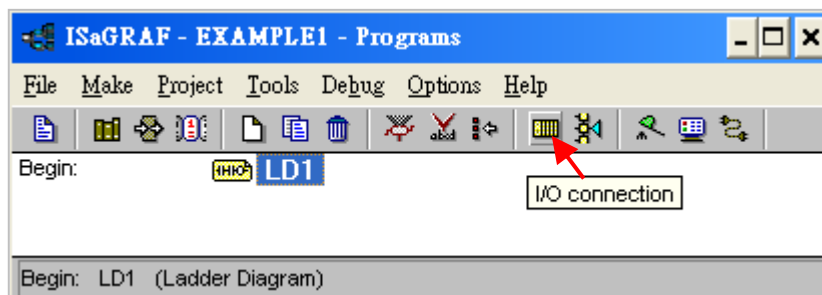 ISaGRAF - EXAMPLE1 - Programs
File Make Project Tools Debug Options Help
Begin: LD1
I/O connection
Begin: LD1 (Ladder Diagram)